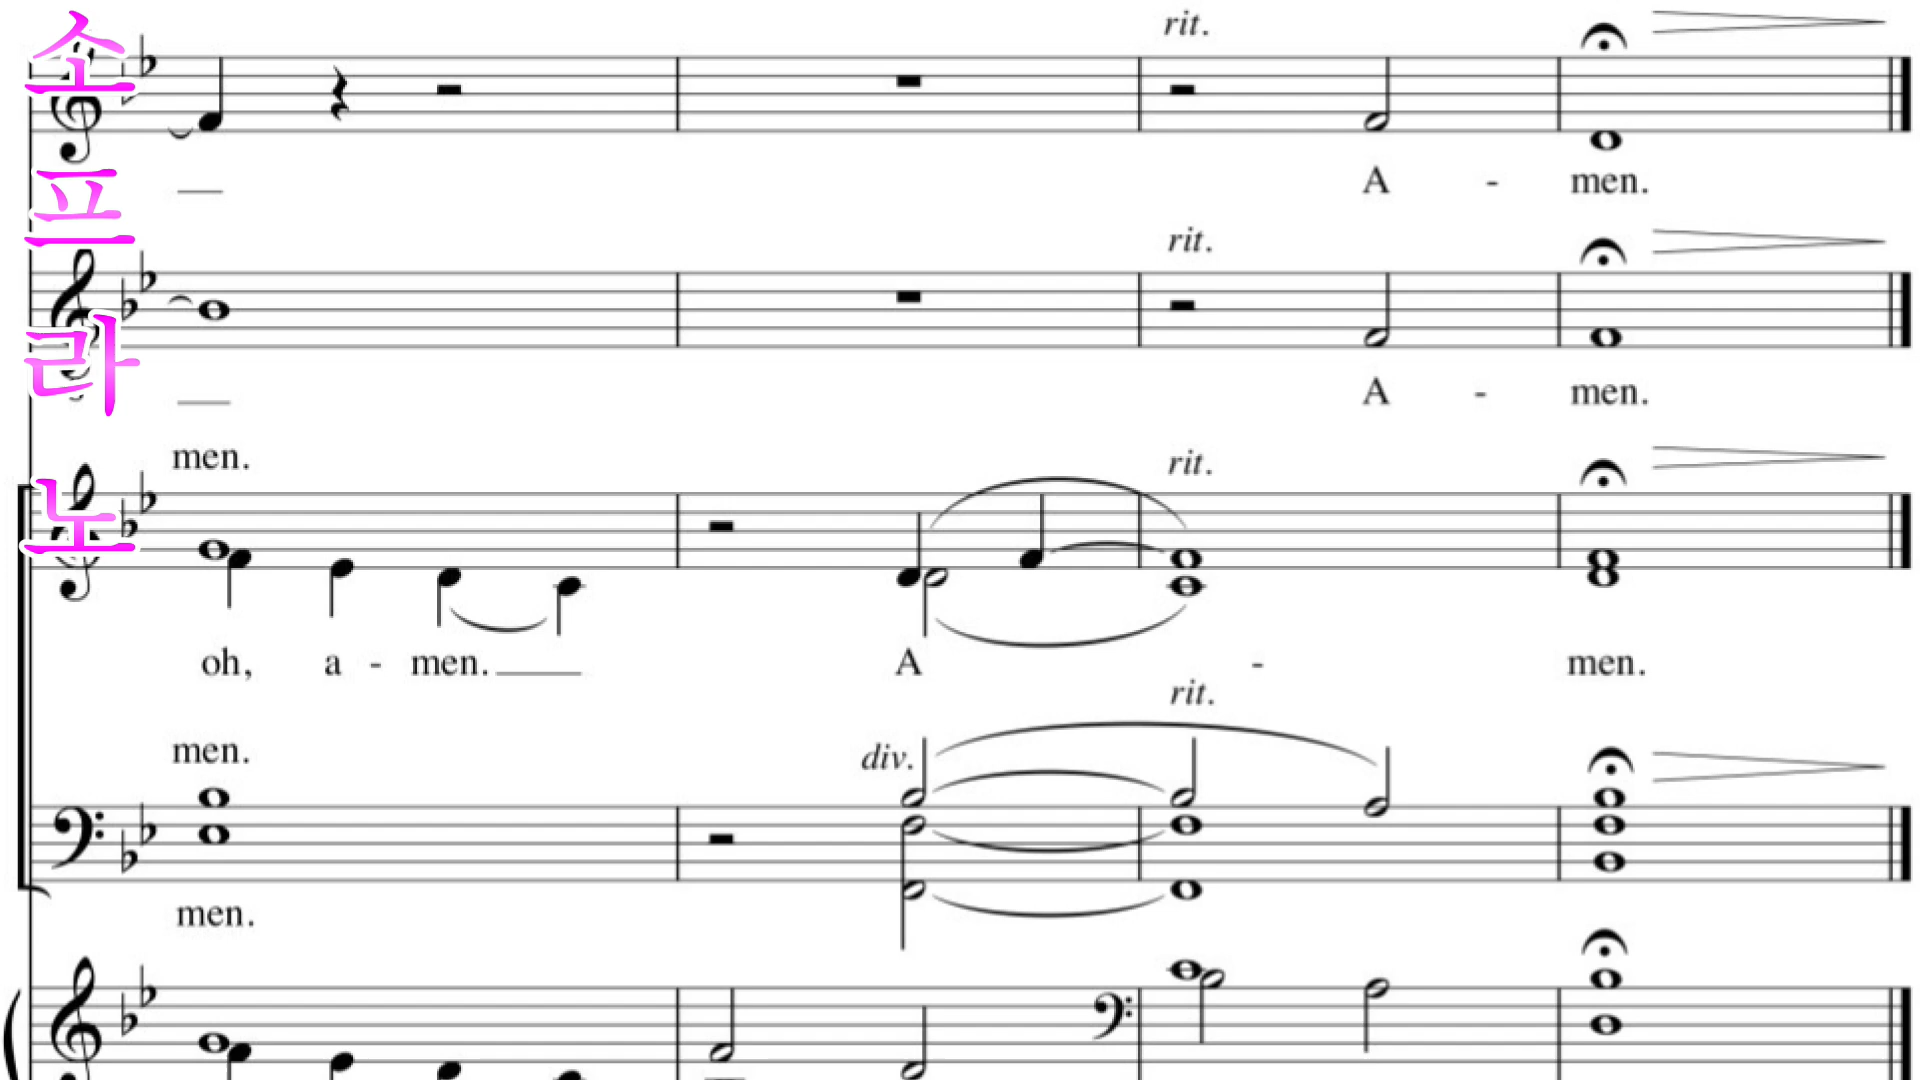 소
프
라
노
rit.
A - men.
rit.
A - men.
men.
rit.
oh, a - men. A - men.
rit.
men.
div.
men.